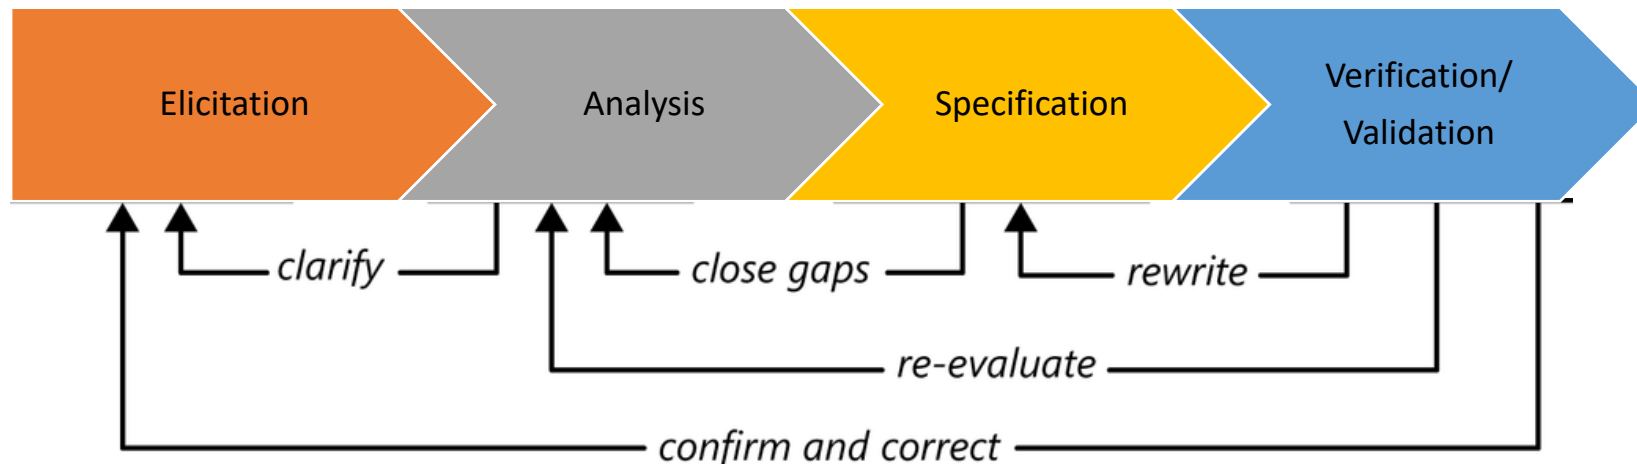 Elicitation
Analysis
Specification
Verification/
Validation
clarify
close gaps
rewrite
re-evaluate
confirm and correct